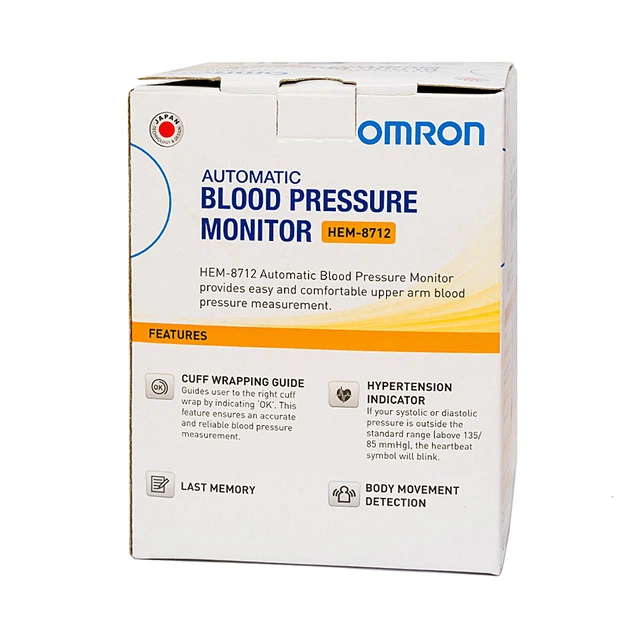 JAPAN
TECHNOLOGY & DESIGN
OMRON
AUTOMATIC
BLOOD PRESSURE
MONITOR HEM-8712
HEM-8712 Automatic Blood Pressure Monitor
provides easy and comfortable upper arm blood
pressure measurement.
FEATURES
OK
CUFF WRAPPING GUIDE
Guides user to the right cuff
wrap by indicating 'OK'. This
feature ensures an accurate
and reliable blood pressure
measurement.
HYPERTENSION
INDICATOR
If your systolic or diastolic
pressure is outside the
standard range (above 135/
85 mmHg), the heartbeat
symbol will blink.
LAST MEMORY
BODY MOVEMENT
DETECTION